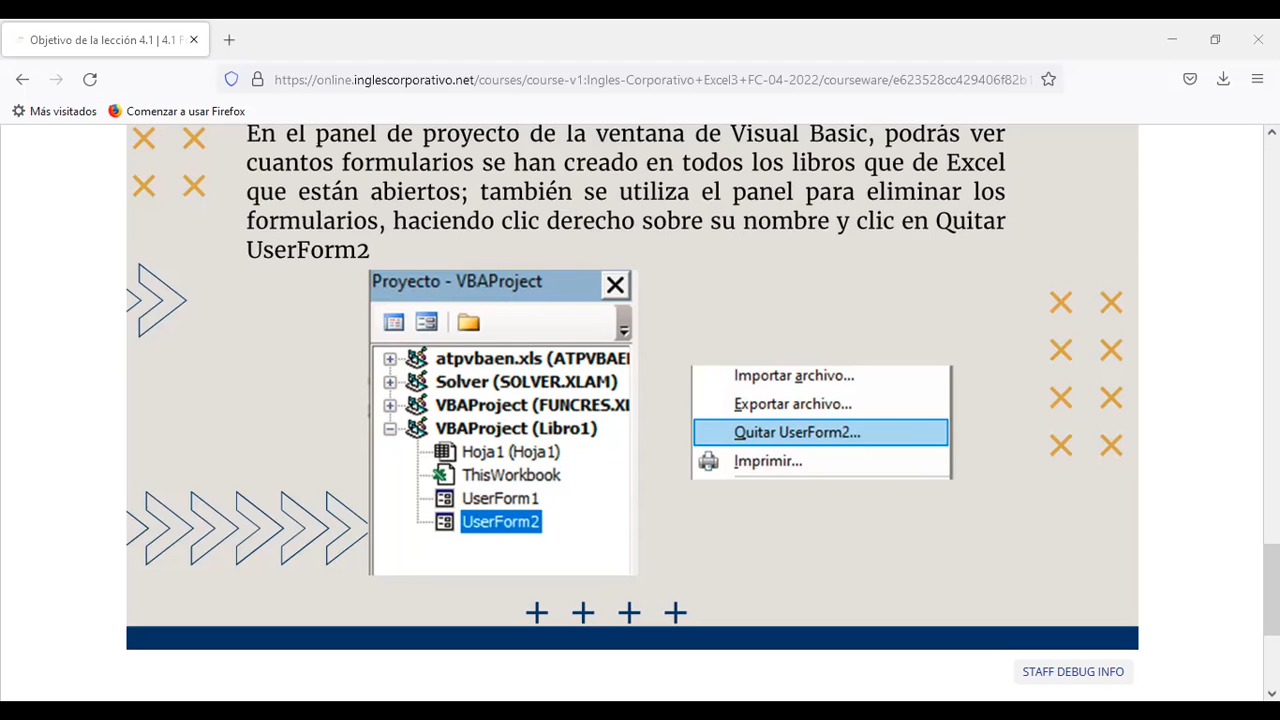 Objetivo de la lección 4.1 | 4.1 F
https://online.inglescorporativo.net/courses/course-v1:Ingles-Corporativo+Excel3+FC-04-2022/courseware/e623528cc429406f82b1
Más visitados
Comenzar a usar Firefox
En el panel de proyecto de la ventana de Visual Basic, podrás ver
cuantos formularios se han creado en todos los libros que de Excel
que están abiertos; también se utiliza el panel para eliminar los
formularios, haciendo clic derecho sobre su nombre y clic en Quitar
UserForm2
Proyecto - VBAProject
atpvbaen.xls (ATPVBAEI
Solver (SOLVER.XLAM)
VBAProject (FUNCRES.XI
VBAProject (Libro1)
Hoja1 (Hoja1)
ThisWorkbook
UserForm1
UserForm2
Importar archivo...
Exportar archivo...
Quitar UserForm2...
Imprimir...
STAFF DEBUG INFO